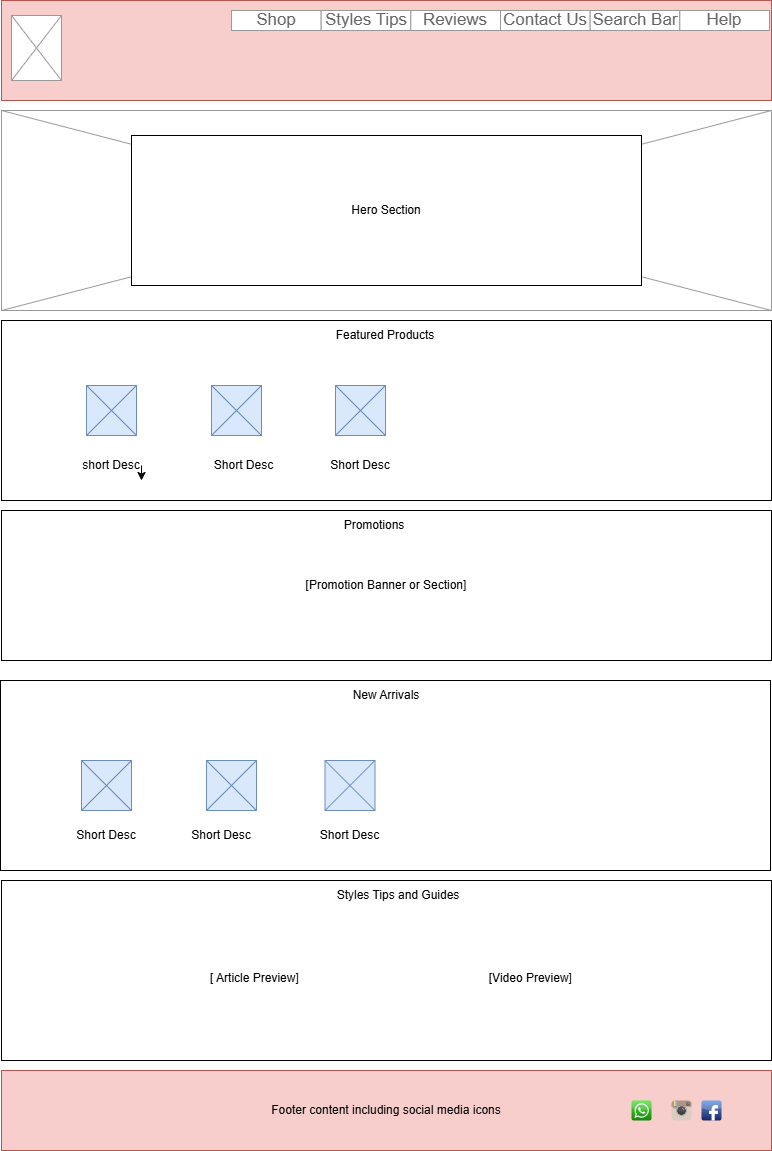 Shop Styles Tips Reviews Contact Us Search Bar Help
Hero Section
Featured Products
short Desc Short Desc Short Desc
Promotions
[Promotion Banner or Section]
New Arrivals
Short Desc Short Desc Short Desc
Styles Tips and Guides
[ Article Preview] [Video Preview]
Footer content including social media icons